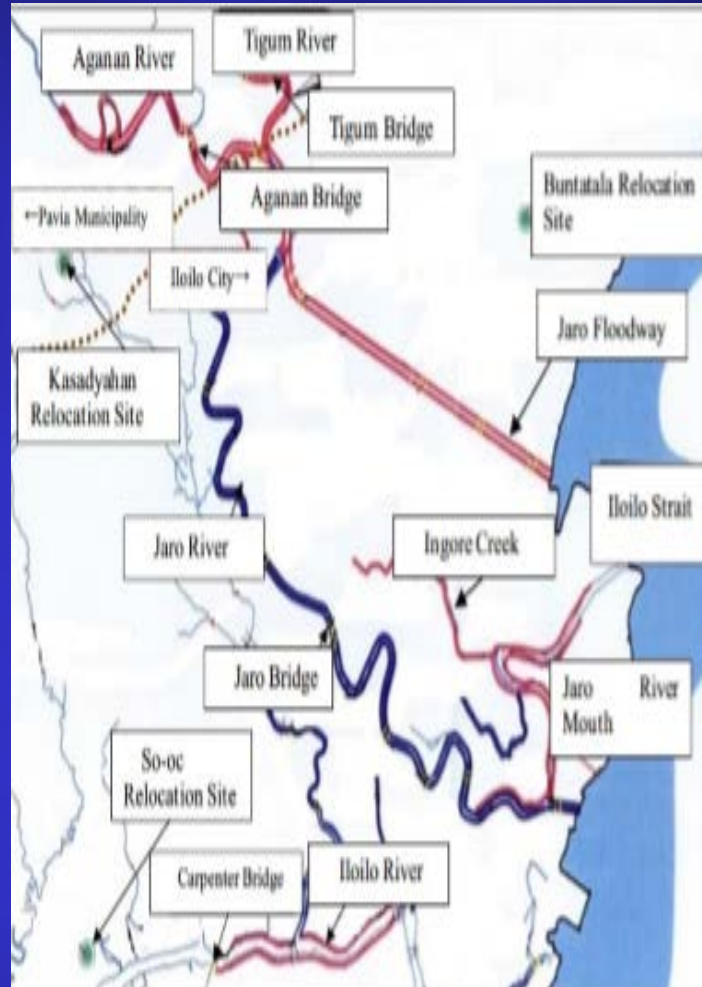 Tigum River
Aganan River
Tigum Bridge
Buntatala Relocation
Site
Aganan Bridge
←Pavia Municipality
Iloilo City→
Jaro Floodway
Kasadyahan
Relocation Site
Iloilo Strait
Jaro River
Ingore Creek
Jaro Bridge
Jaro River
Mouth
So-oc
Relocation Site
Carpenter Bridge
Iloilo River